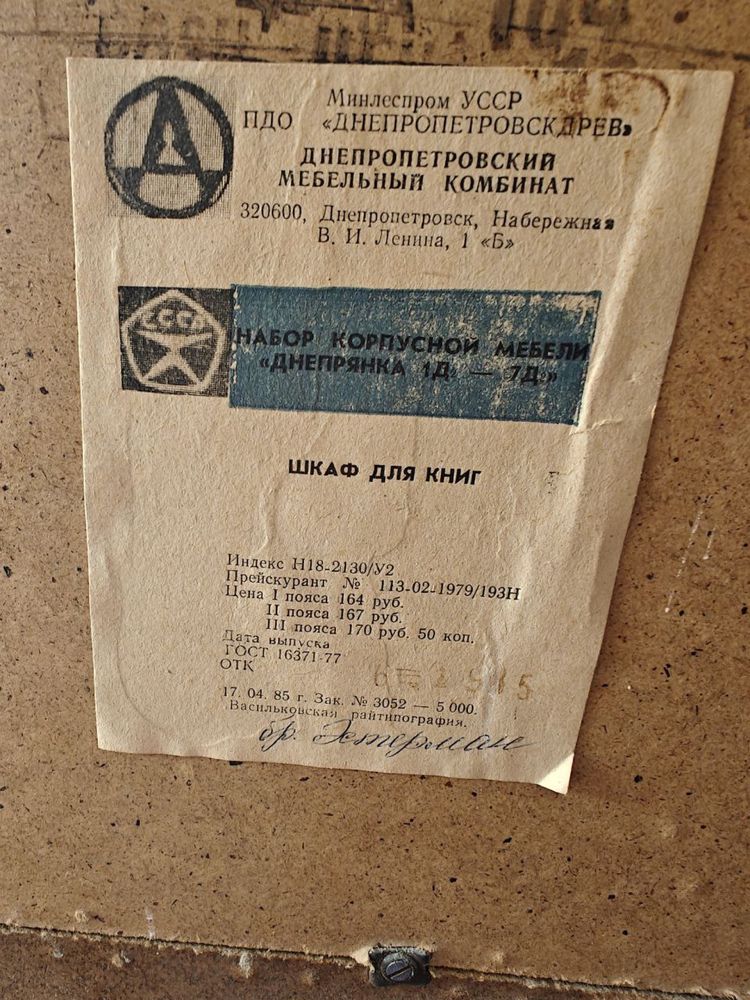 Минлеспром УССР
ПДО «ДНЕПРОПЕТРОВСКДРЕВ»
ДНЕПРОПЕТРОВСКИЙ
МЕБЕЛЬНЫЙ КОМБИНАТ
320600, Днепропетровск, Набережная
В. И. Ленина, 1 «Б»
СССР
НАБОР КОРПУСНОЙ МЕБЕЛИ
«ДНЕПРЯНКА 1Д — 7Д»
ШКАФ ДЛЯ КНИГ
Индекс Н18-2130/У2
Прейскурант № 113-02-1979/193Н
Цена I пояса 164 руб.
II пояса 167 руб.
III пояса 170 руб. 50 коп.
Дата выпуска
ГОСТ 16371-77
ОТК
17. 04. 85 г. Зак. № 3052 — 5 000.
Васильковская райтипография.
бр. Эстерман